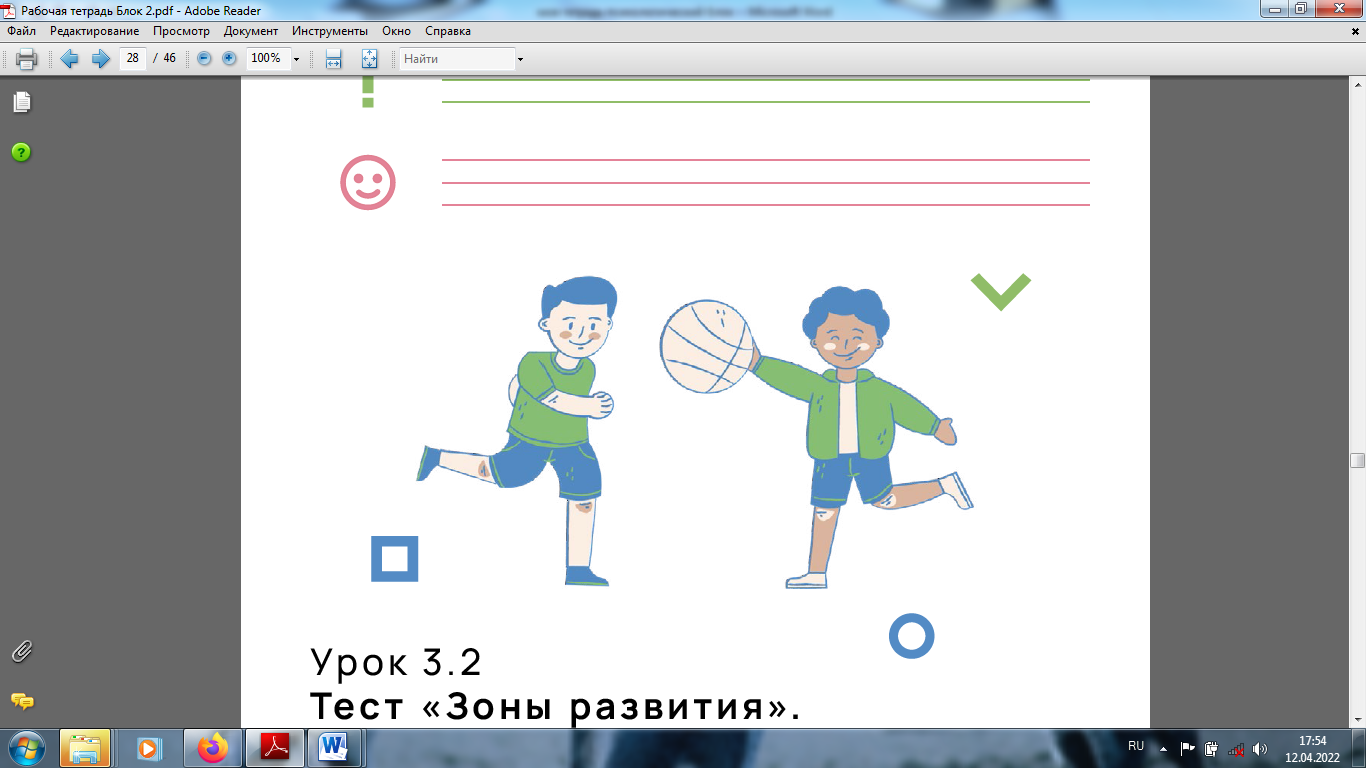 Рабочая тетрадь Блок 2.pdf - Adobe Reader
Файл Редактирование Просмотр Документ Инструменты Окно Справка
28 / 46 100% Найти
!
Урок 3.2
Тест «Зоны развития».
RU 17:54
12.04.2022